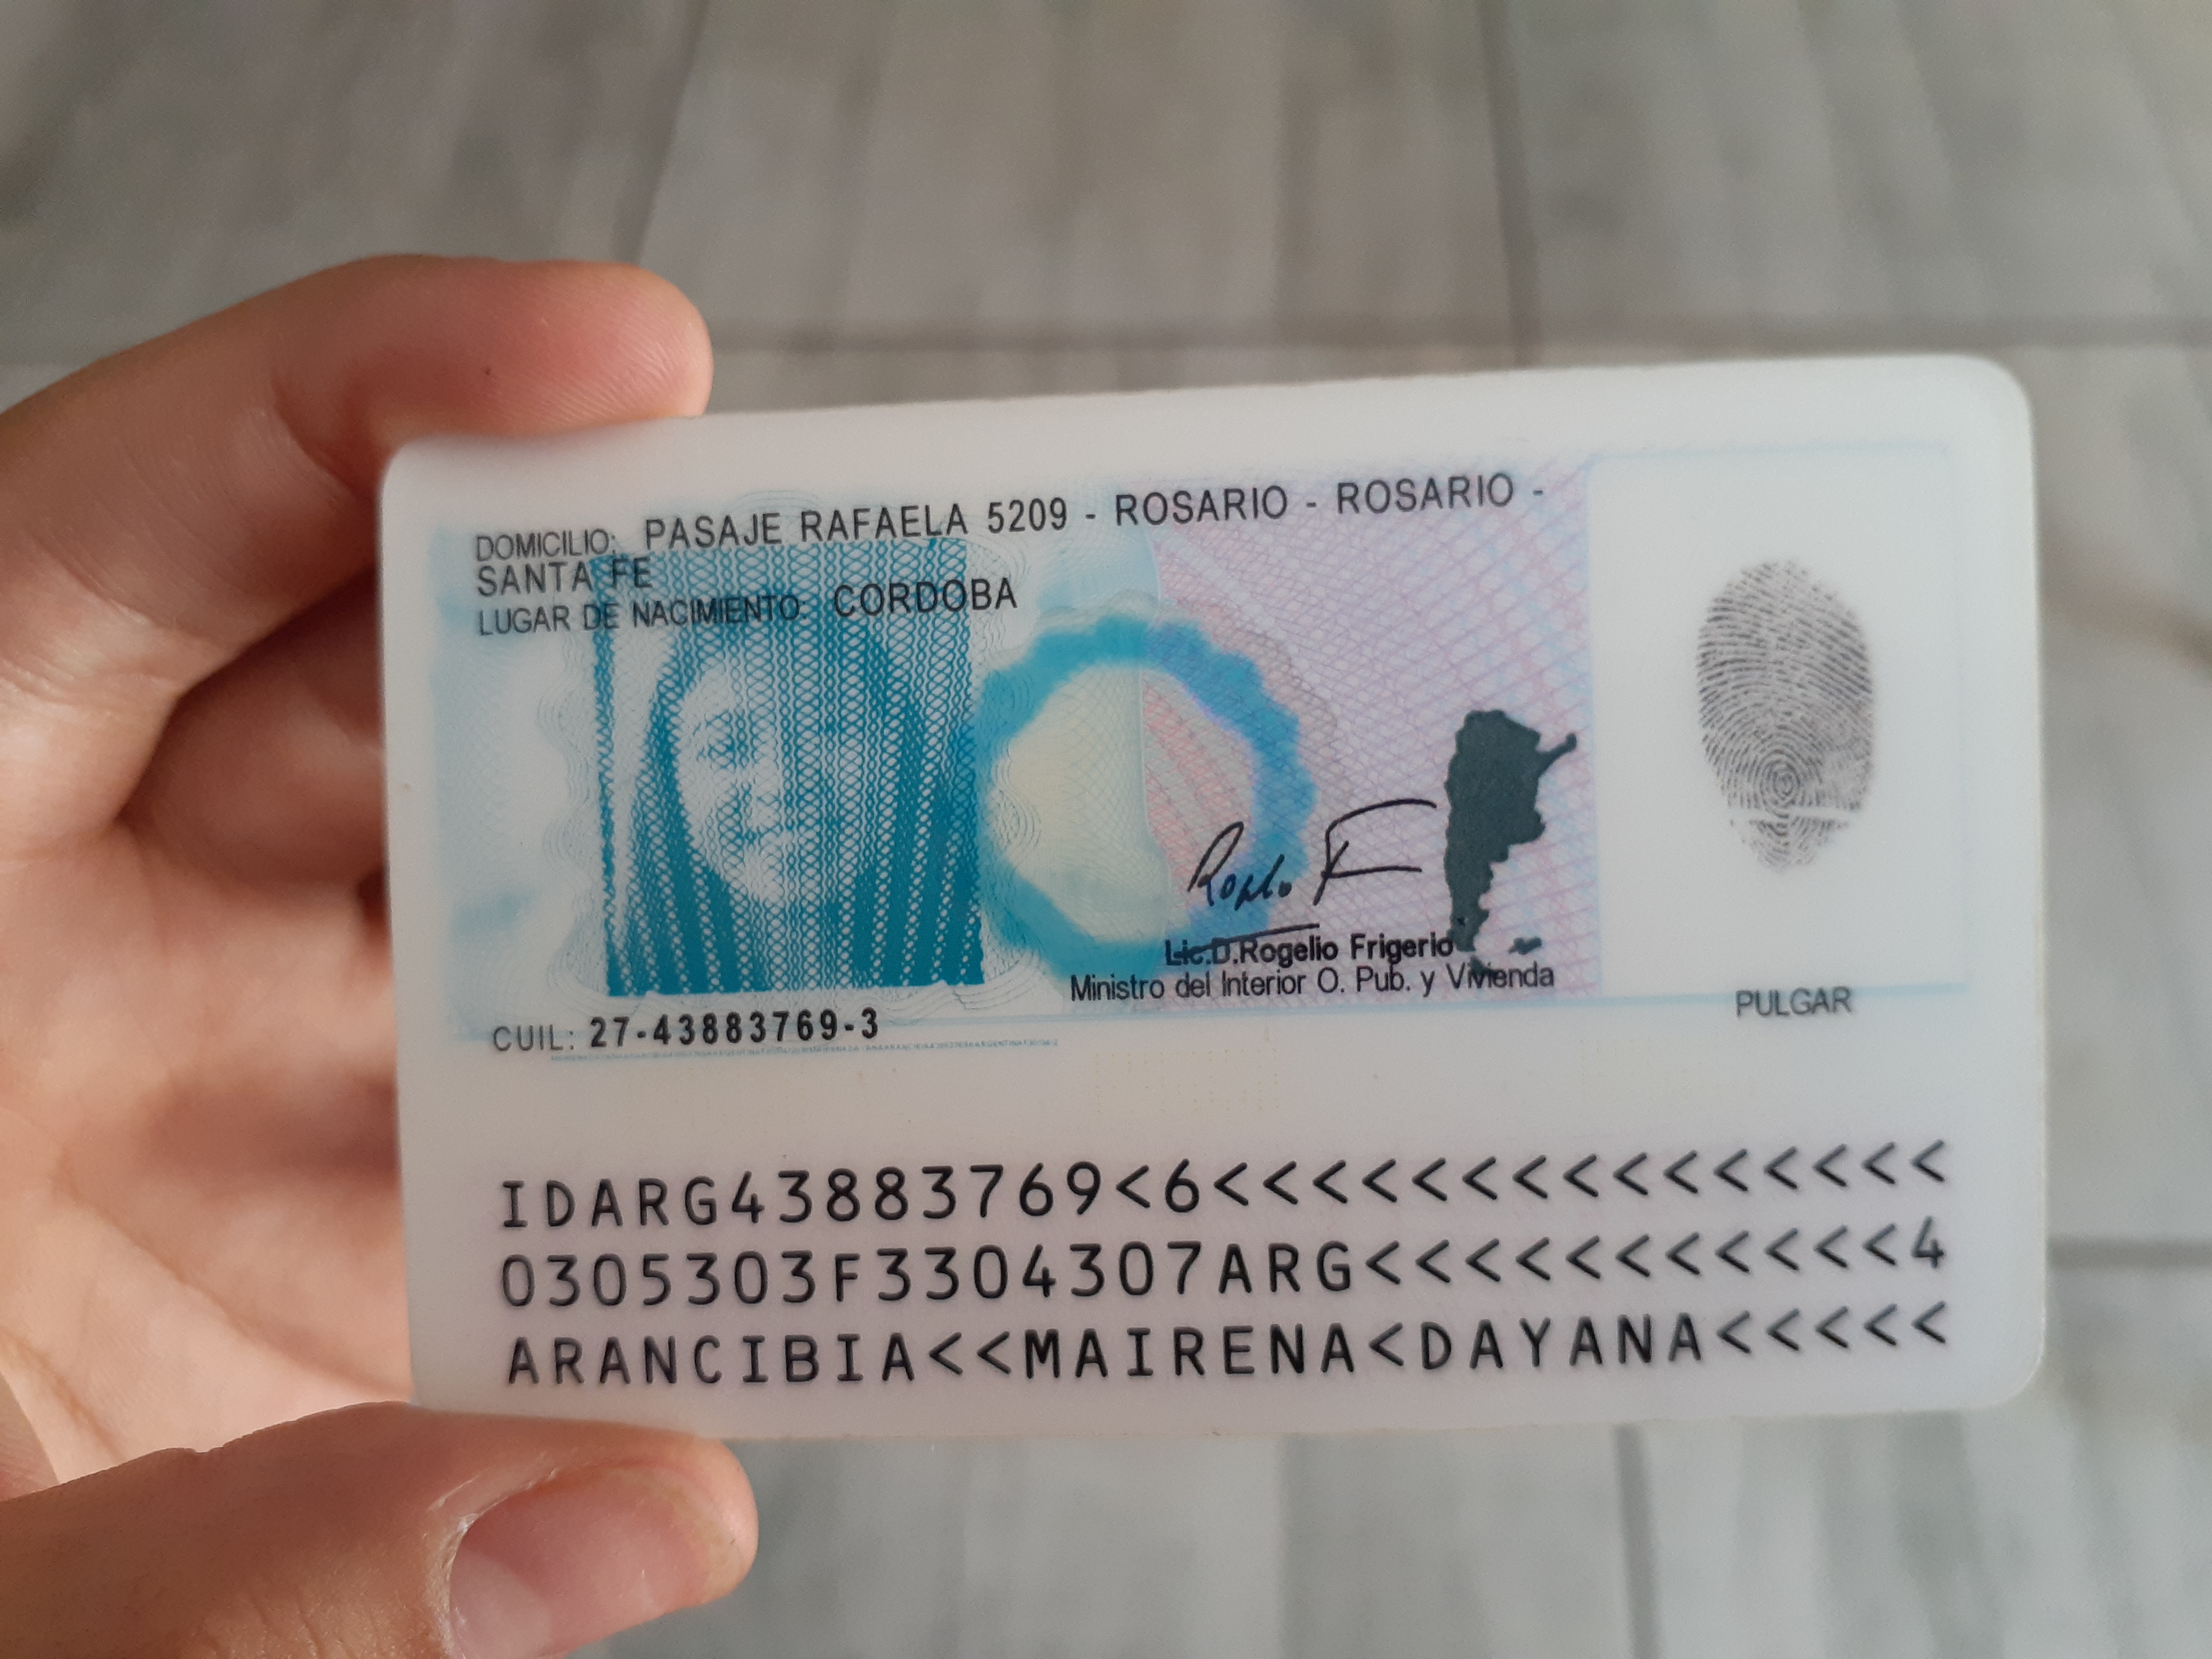 DOMICILIO: PASAJE RAFAELA 5209 - ROSARIO - ROSARIO -
SANTA FE
LUGAR DE NACIMIENTO: CORDOBA
Lic.D.Rogelio Frigerio
Ministro del Interior O. Pub. y Vivienda
PULGAR
CUIL: 27-43883769-3
IDARG43883769<6<<<<<<<<<<<<<<<
0305303F3304307ARG<<<<<<<<<<<4
ARANCIBIA<<MAIRENA<DAYANA<<<<<